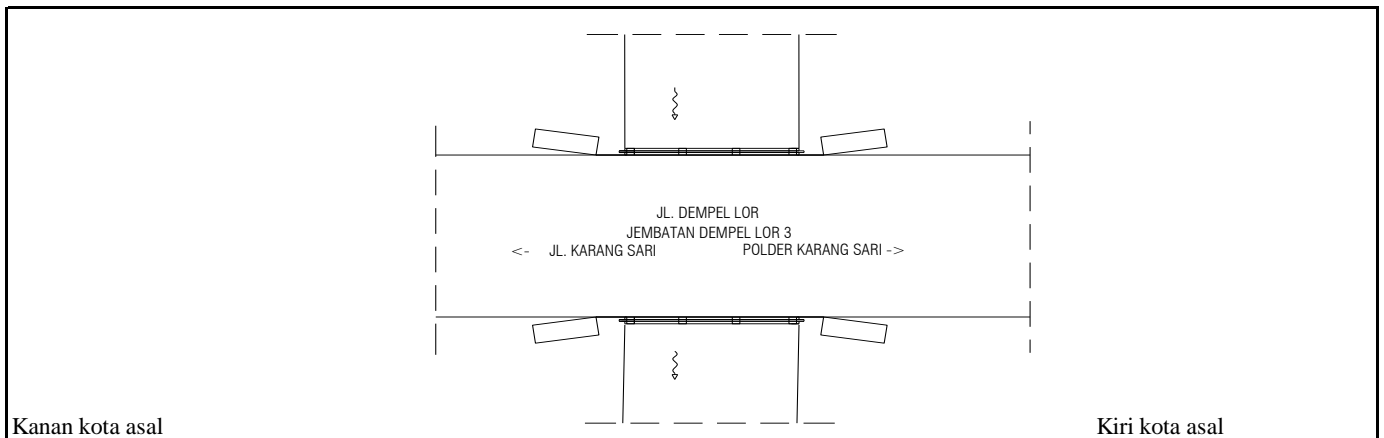 JL. DEMPEL LOR
JEMBATAN DEMPEL LOR 3
<- JL. KARANG SARI POLDER KARANG SARI ->
Kanan kota asal Kiri kota asal